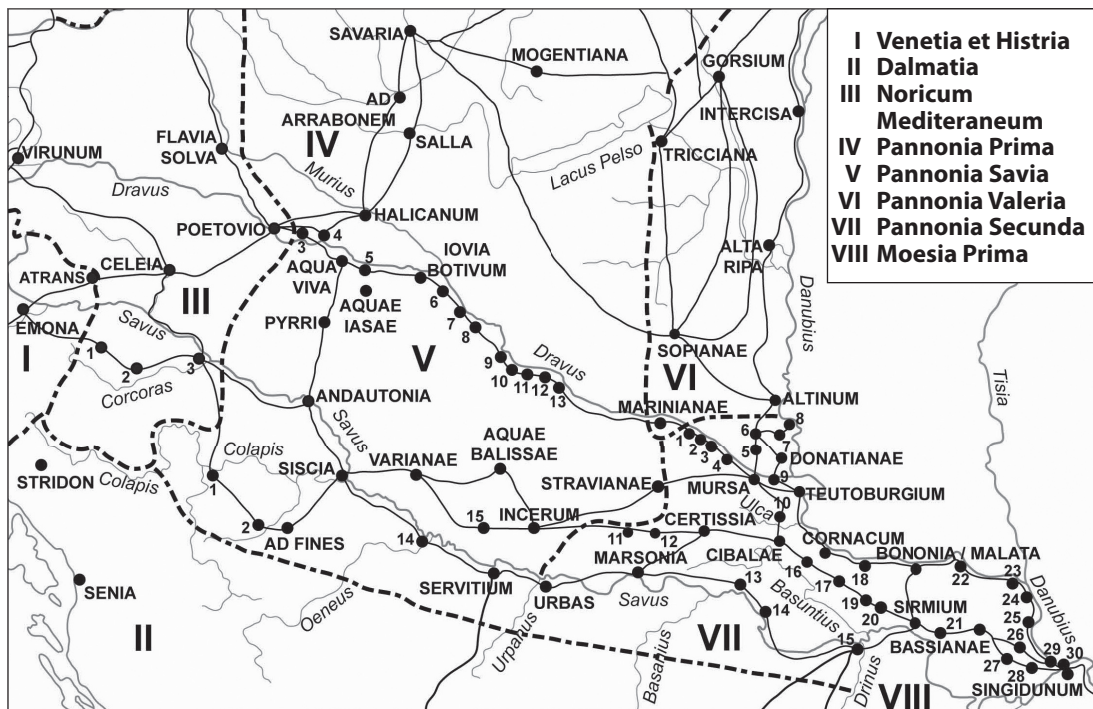 I Venetia et Histria
II Dalmatia
III Noricum
Mediteraneum
IV Pannonia Prima
V Pannonia Savia
VI Pannonia Valeria
VII Pannonia Secunda
VIII Moesia Prima
SAVARIA
MOGENTIANA
GORSIUM
AD
ARRABONEM
INTERCISA
FLAVIA
SOLVA
IV
SALLA
VIRUNUM
TRICCIANA
Lacus Pelso
Dravus
Murius
HALICANUM
POETOVIO
3
4
IOVIA
BOTIVUM
ALTA
RIPA
CELEIA
ATRANS
AQUA
VIVA
5
III
AQUAE
IASAE
6
Danubius
EMONA
Savus
PYRRI
7
8
SOPIANAE
I
1
2
3
V
9
Dravus
VI
Tisia
Corcoras
10
11
12
13
ANDAUTONIA
MARINIANAE
ALTINUM
8
Savus
1
2
3
4
6
7
5
Colapis
AQUAE
BALISSAE
DONATIANAE
STRIDON
Colapis
SISCIA
VARIANAE
STRAVIANAE
MURSA
9
TEUTOBURGIUM
1
Ulca
10
2
AD FINES
15
INCERUM
CERTISSIA
11
12
CORNACUM
14
CIBALAE
BONONIA / MALATA
MARSONIA
16
18
22
23
SENIA
SERVITIUM
URBAS
Savus
13
17
24
Danubius
Oeneus
Urpanus
14
Basuntius
19
20
SIRMIUM
21
25
II
VII
BASSIANAE
26
15
29
30
Basanius
Drinus
27
28
VIII
SINGIDUNUM